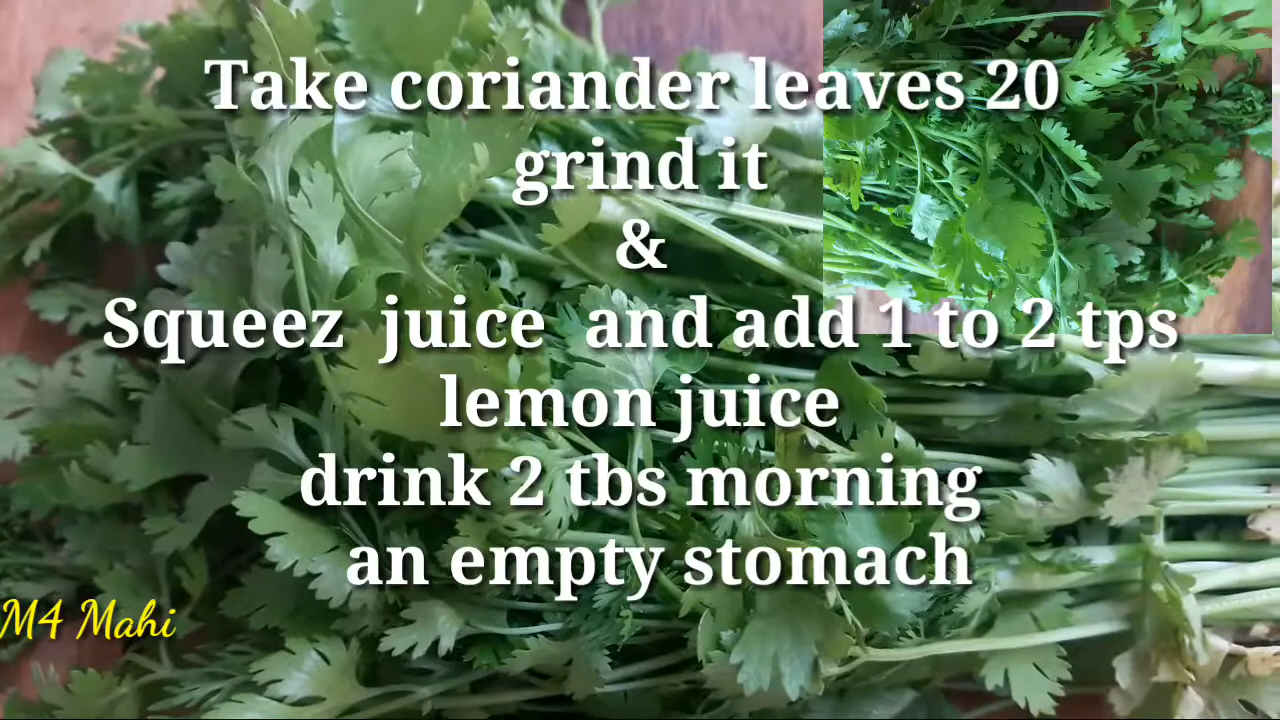 Take coriander leaves 20
grind it
&
Squeez juice and add 1 to 2 tps
lemon juice
drink 2 tbs morning
an empty stomach
M4 Mahi